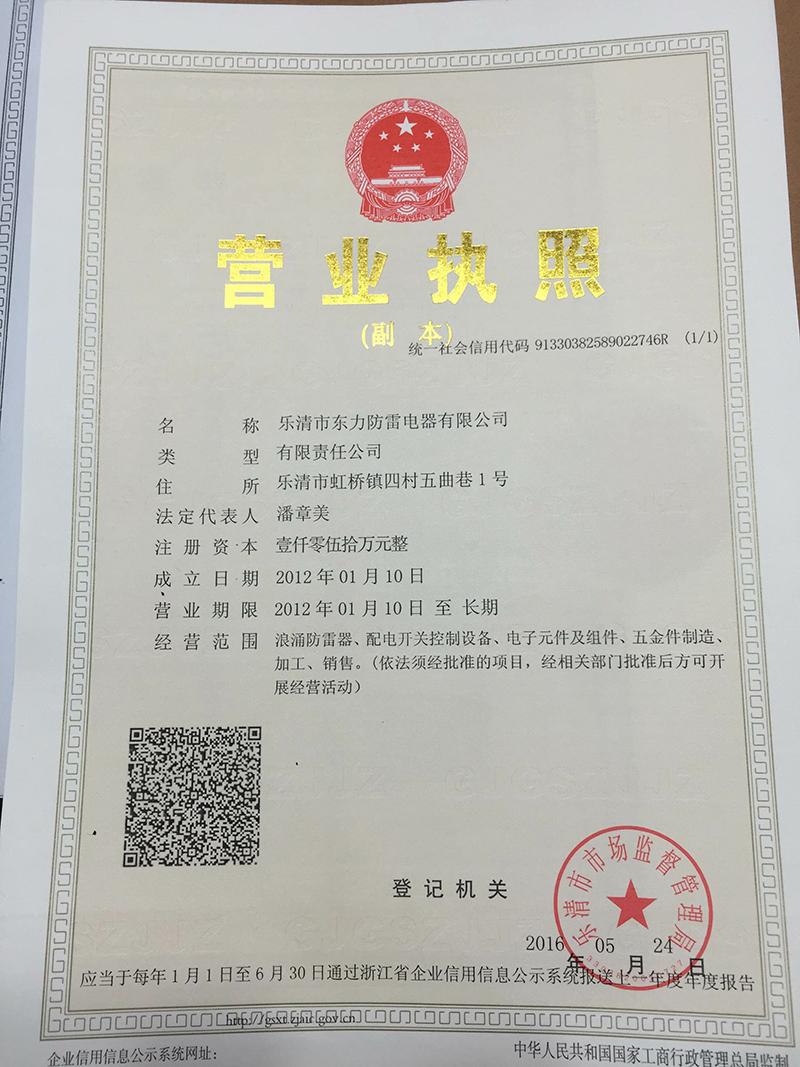 营业执照
(副 本)
统一社会信用代码 91330382589022746R (1/1)
名 称 乐清市东力防雷电器有限公司
类 型 有限责任公司
住 所 乐清市虹桥镇四村五曲巷1号
法定代表人 潘章美
注册资本 壹仟零伍拾万元整
成立日期 2012年01月10日
营业期限 2012年01月10日 至 长期
经营范围 浪涌防雷器、配电开关控制设备、电子元件及组件、五金件制造、
加工、销售。(依法须经批准的项目，经相关部门批准后方可开
展经营活动)
登记机关
乐清市市场监督管理局
2016年05月24日
应当于每年1月1日至6月30日通过浙江省企业信用信息公示系统报送上一年度年度报告
http://gsxt.zjaic.gov.cn
企业信用信息公示系统网址:
中华人民共和国国家工商行政管理总局监制